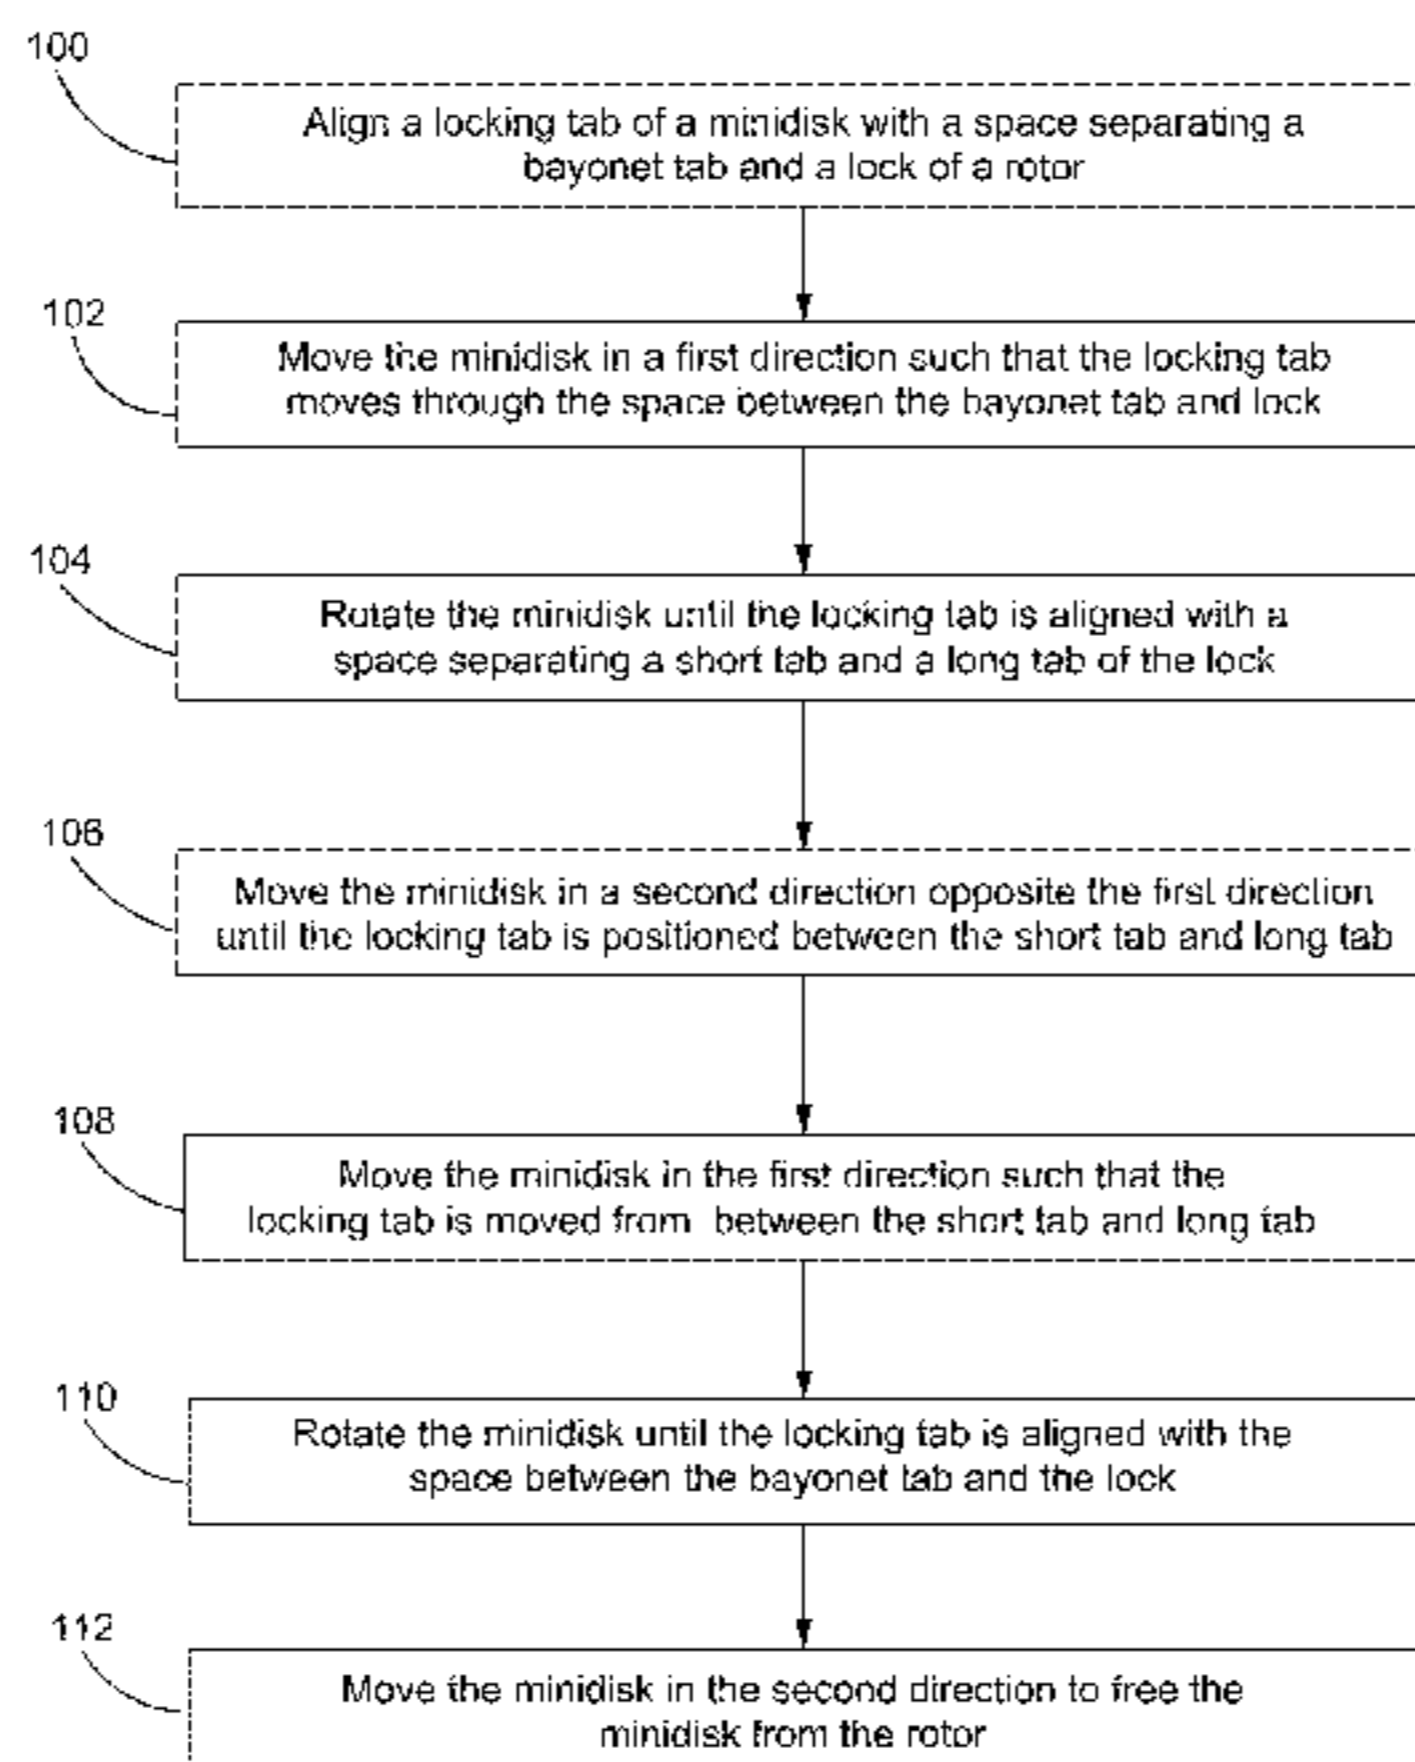 100
Align a locking tab of a minidisk with a space separating a
bayonet tab and a lock of a rotor
102
Move the minidisk in a first direction such that the locking tab
moves through the space between the bayonet tab and lock
104
Rotate the minidisk until the locking tab is aligned with a
space separating a short tab and a long tab of the lock
106
Move the minidisk in a second direction opposite the first direction
until the locking tab is positioned between the short tab and long tab
108
Move the minidisk in the first direction such that the
locking tab is moved from between the short tab and long tab
110
Rotate the minidisk until the locking tab is aligned with the
space between the bayonet tab and the lock
112
Move the minidisk in the second direction to free the
minidisk from the rotor